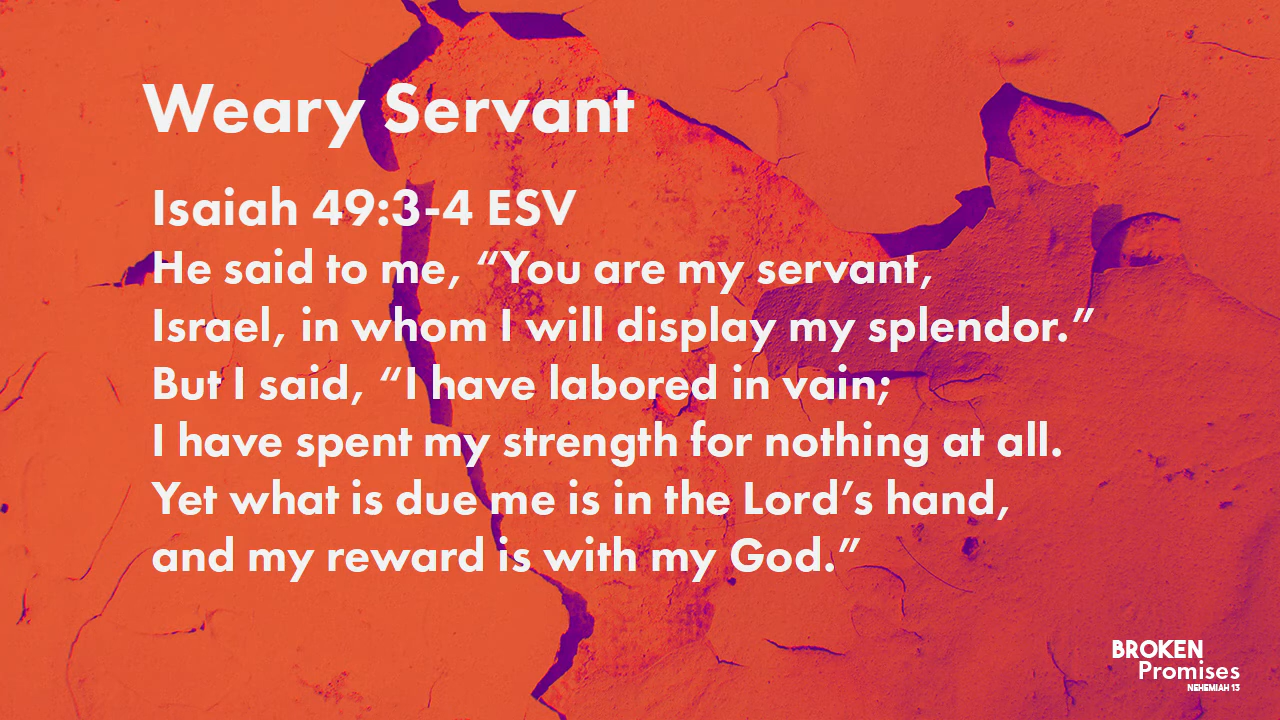 Weary Servant
Isaiah 49:3-4 ESV
He said to me, “You are my servant,
Israel, in whom I will display my splendor.”
But I said, “I have labored in vain;
I have spent my strength for nothing at all.
Yet what is due me is in the Lord’s hand,
and my reward is with my God.”
BROKEN
Promises
NEHEMIAH 13